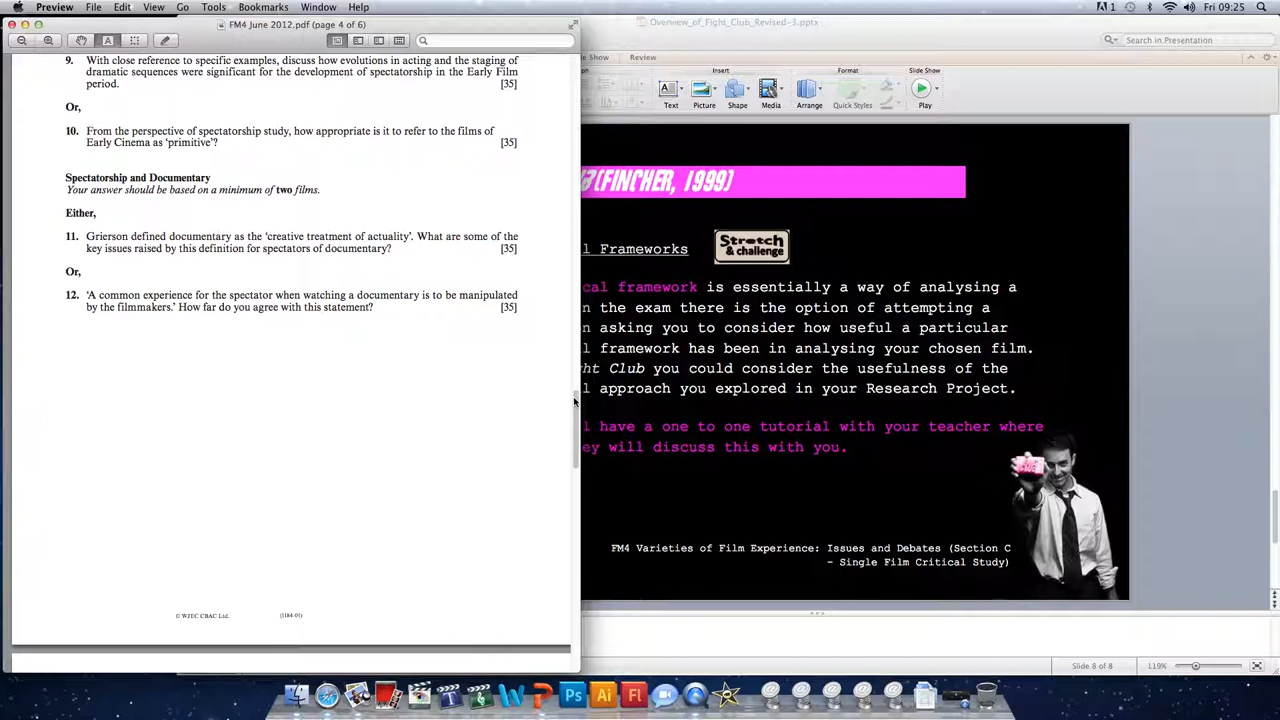 Preview File Edit View Go Tools Bookmarks Window Help
1 Fri 09:25
FM4 June 2012.pdf (page 4 of 6)
Overview_of_Fight_Club_Revised-3.pptx
Search in Presentation
de Show Review
Insert Format Slide Show
Text Picture Shape Media Arrange Quick Styles Play
9. With close reference to specific examples, discuss how evolutions in acting and the staging of
dramatic sequences were significant for the development of spectatorship in the Early Film
period. [35]
Or,
10. From the perspective of spectatorship study, how appropriate is it to refer to the films of
Early Cinema as ‘primitive’? [35]
Spectatorship and Documentary
Your answer should be based on a minimum of two films.
Either,
11. Grierson defined documentary as the ‘creative treatment of actuality’. What are some of the
key issues raised by this definition for spectators of documentary? [35]
Or,
12. ‘A common experience for the spectator when watching a documentary is to be manipulated
by the filmmakers.’ How far do you agree with this statement? [35]
© WJEC CBAC Ltd. (1184-01)
(FINCHER, 1999)
l Frameworks
Stretch
& challenge
cal framework is essentially a way of analysing a
n the exam there is the option of attempting a
n asking you to consider how useful a particular
l framework has been in analysing your chosen film.
ht Club you could consider the usefulness of the
l approach you explored in your Research Project.
l have a one to one tutorial with your teacher where
ey will discuss this with you.
FM4 Varieties of Film Experience: Issues and Debates (Section C
- Single Film Critical Study)
Slide 8 of 8 119%
Ps Ai Fl